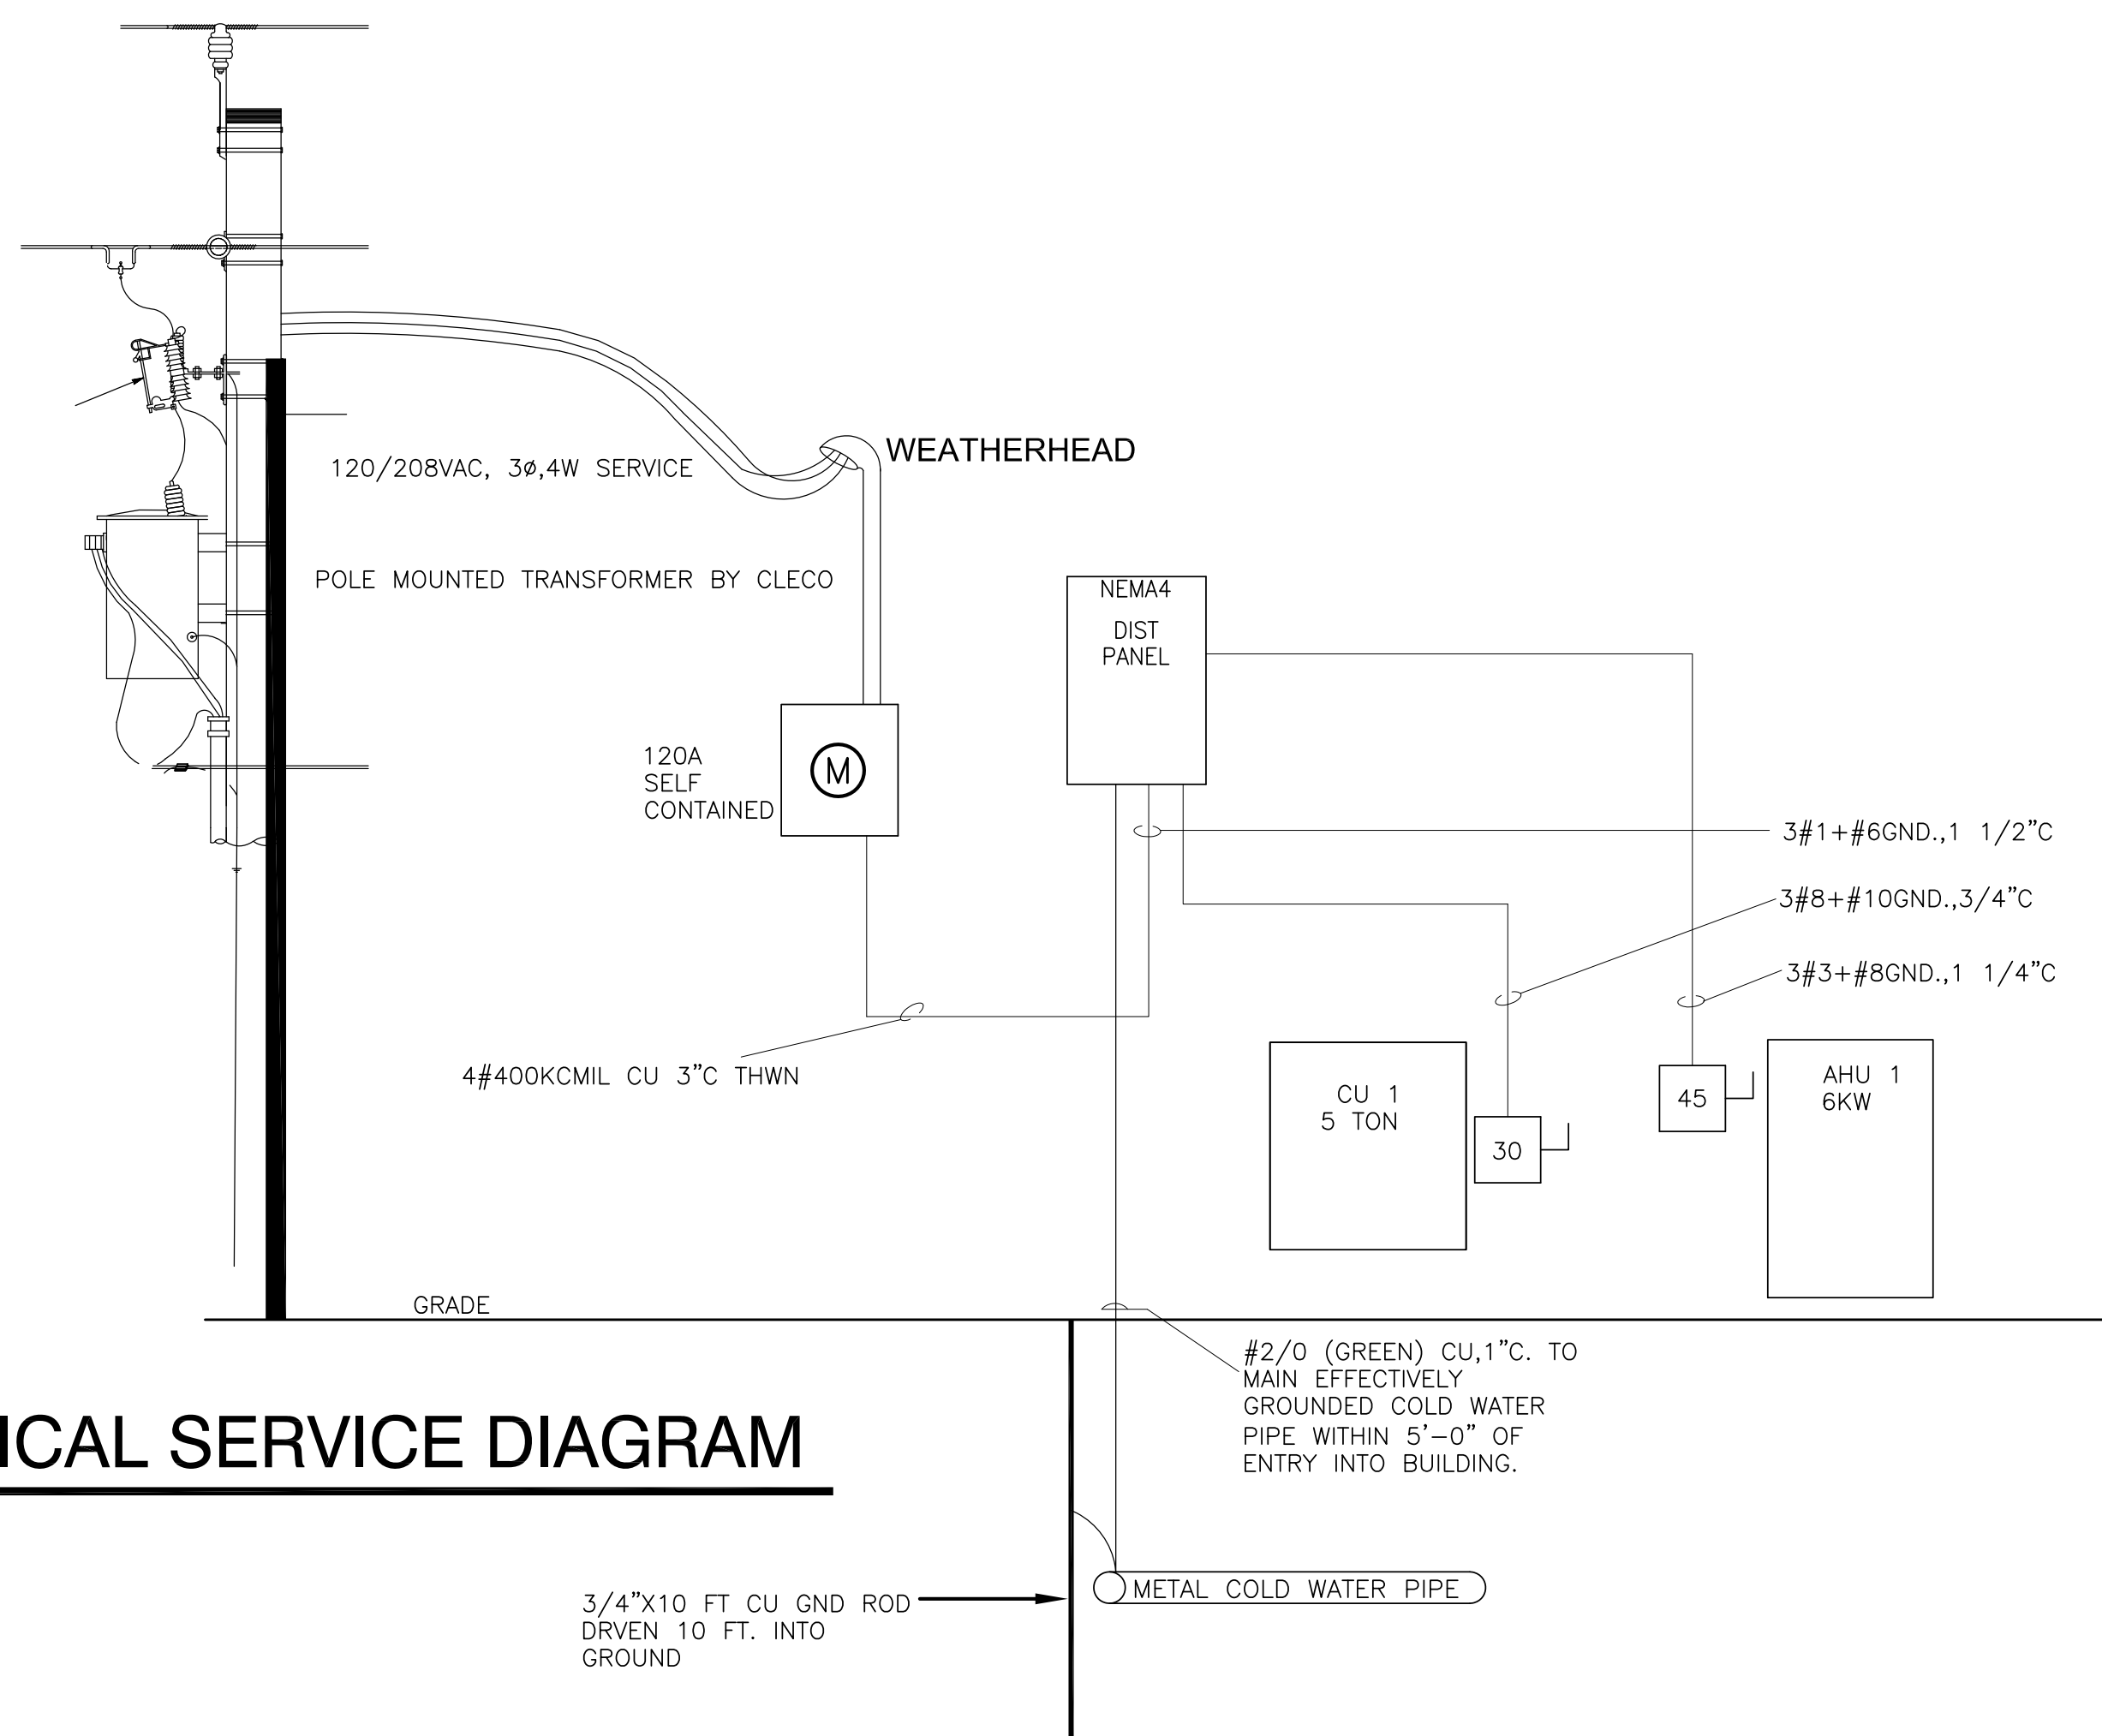 WEATHERHEAD
120/208VAC, 3ø,4W SERVICE
POLE MOUNTED TRANSFORMER BY CLECO
NEMA4
DIST
PANEL
120A
SELF
CONTAINED
M
3#1+#6GND.,1 1/2"C
3#8+#10GND.,3/4"C
3#3+#8GND.,1 1/4"C
4#400KCMIL CU 3"C THWN
CU 1
5 TON
30
45
AHU 1
6KW
GRADE
#2/0 (GREEN) CU,1"C. TO
MAIN EFFECTIVELY
GROUNDED COLD WATER
PIPE WITHIN 5'-0" OF
ENTRY INTO BUILDING.
ICAL SERVICE DIAGRAM
METAL COLD WATER PIPE
3/4"X10 FT CU GND ROD
DRVEN 10 FT. INTO
GROUND